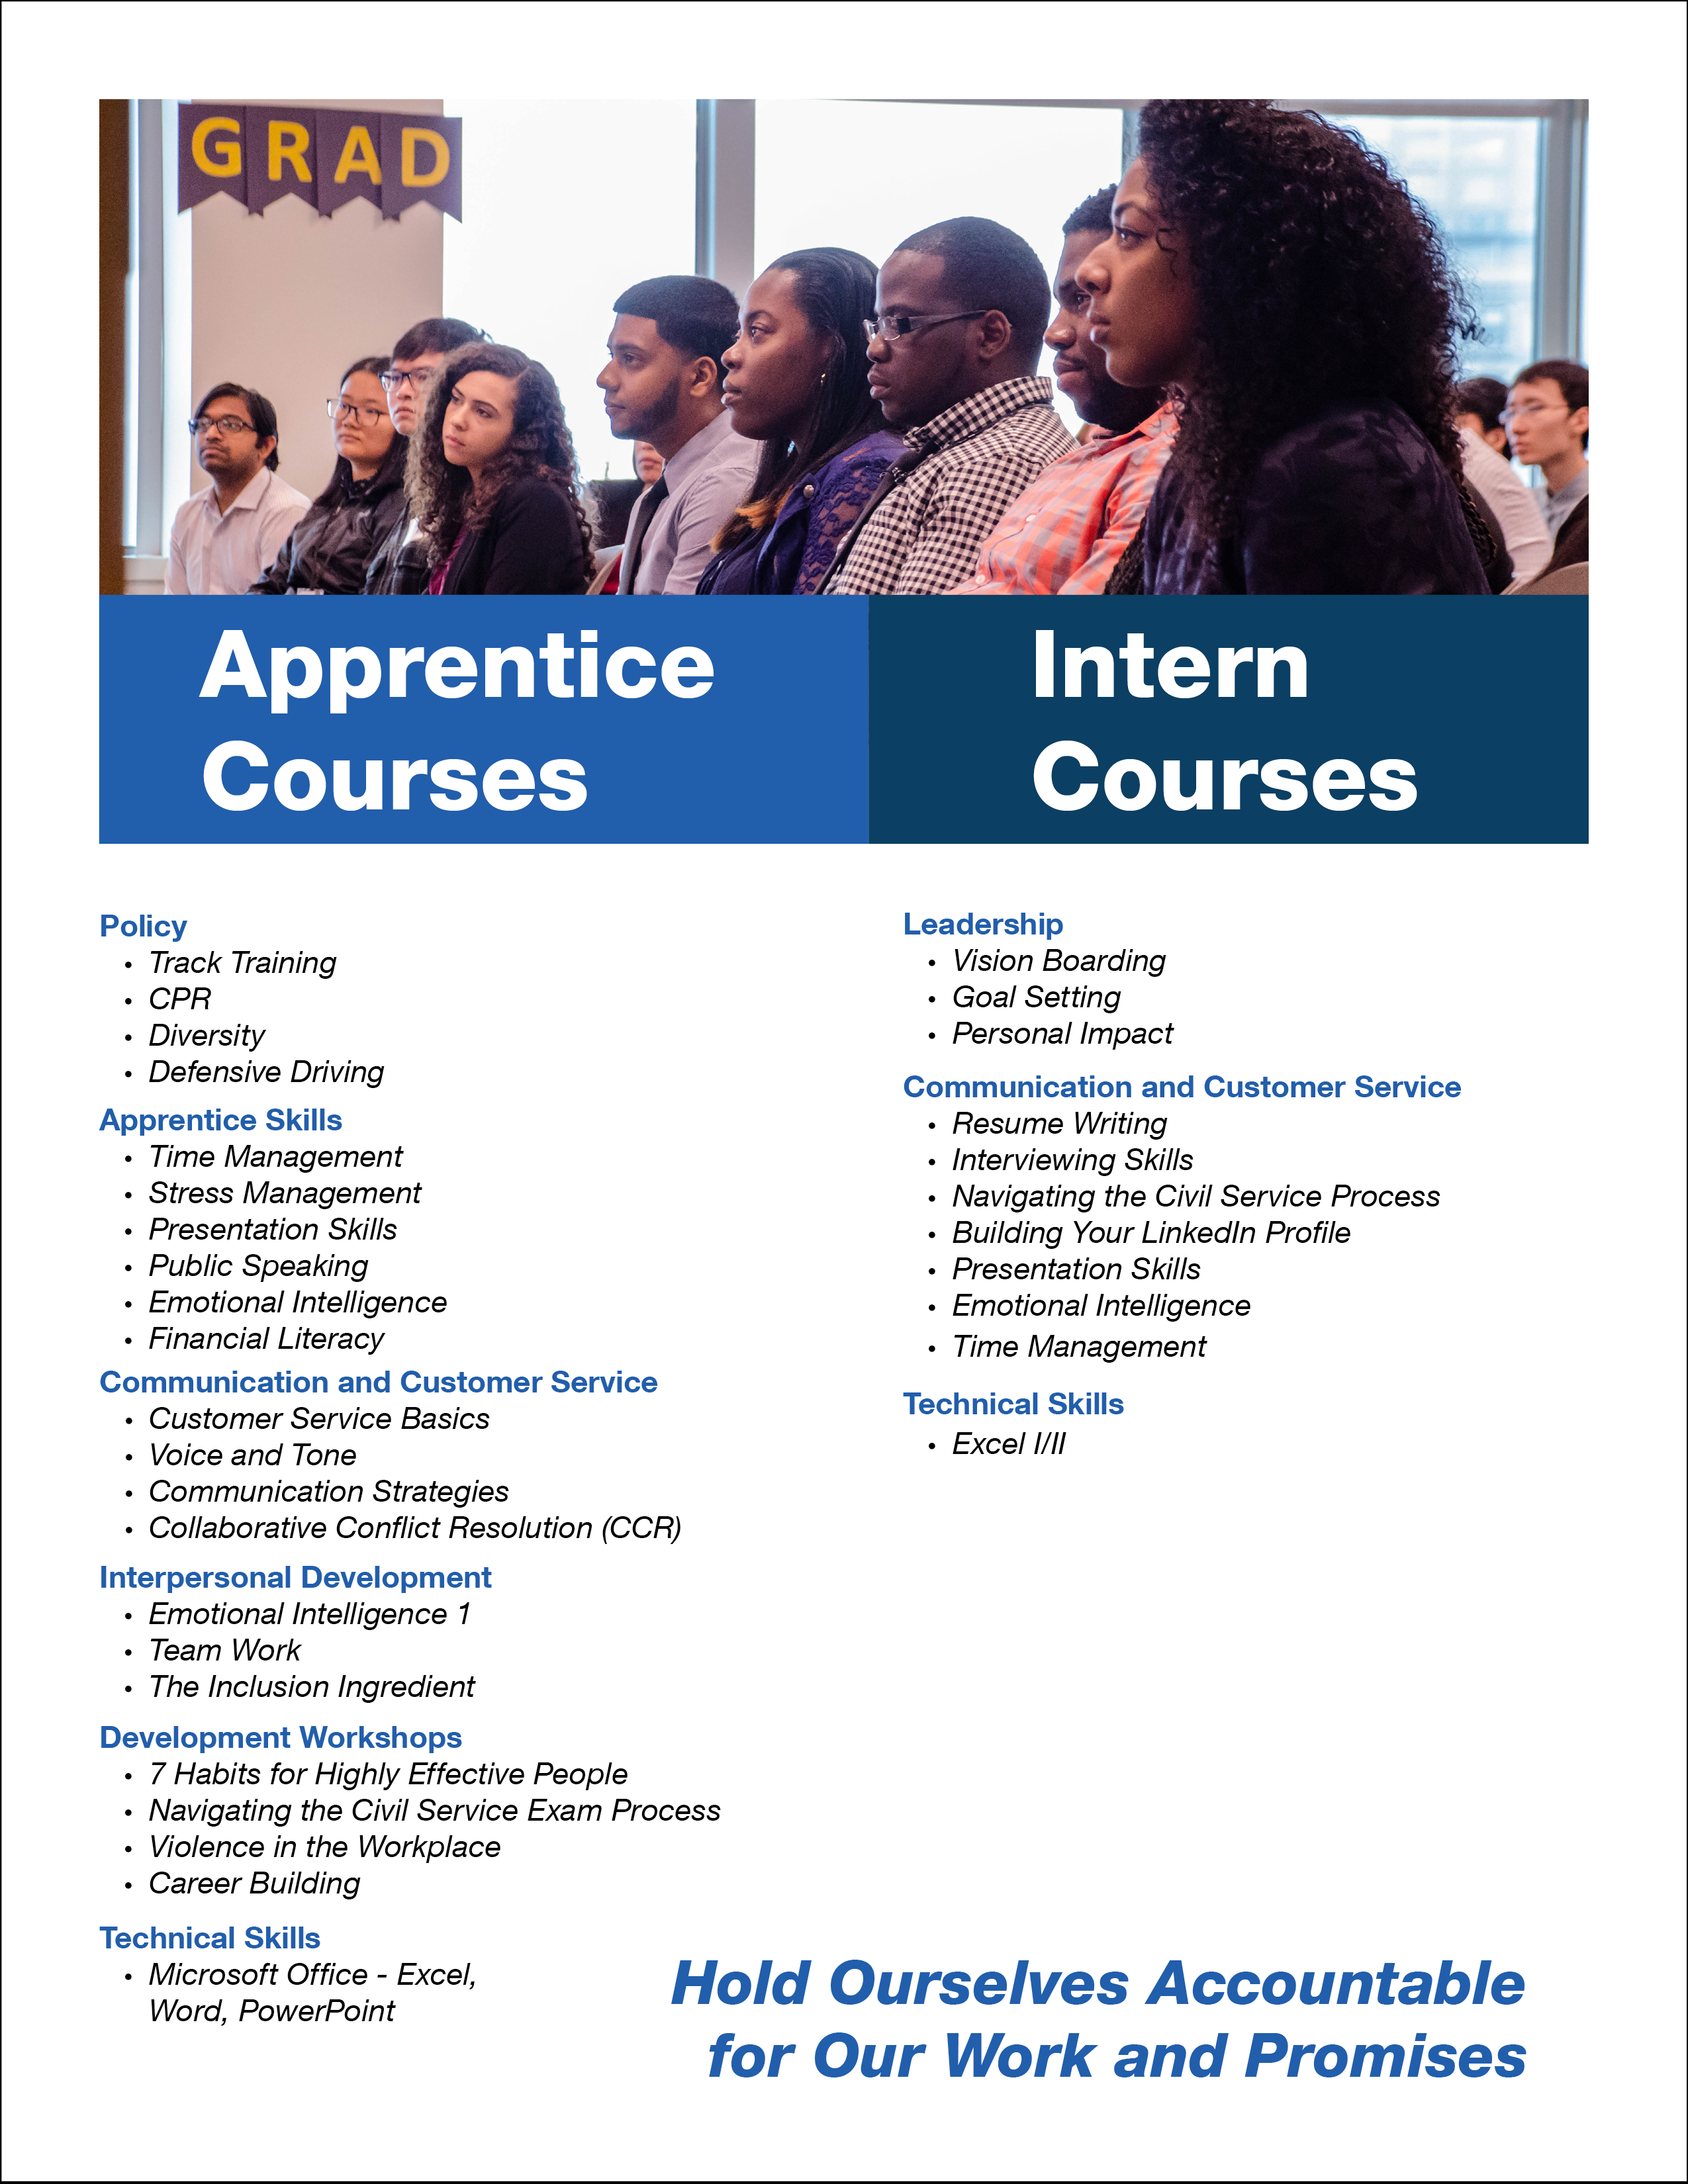 GRAD
Apprentice
Courses
Intern
Courses
Policy
• Track Training
• CPR
• Diversity
• Defensive Driving
Apprentice Skills
• Time Management
• Stress Management
• Presentation Skills
• Public Speaking
• Emotional Intelligence
• Financial Literacy
Communication and Customer Service
• Customer Service Basics
• Voice and Tone
• Communication Strategies
• Collaborative Conflict Resolution (CCR)
Interpersonal Development
• Emotional Intelligence 1
• Team Work
• The Inclusion Ingredient
Development Workshops
• 7 Habits for Highly Effective People
• Navigating the Civil Service Exam Process
• Violence in the Workplace
• Career Building
Technical Skills
• Microsoft Office - Excel,
Word, PowerPoint
Leadership
• Vision Boarding
• Goal Setting
• Personal Impact
Communication and Customer Service
• Resume Writing
• Interviewing Skills
• Navigating the Civil Service Process
• Building Your LinkedIn Profile
• Presentation Skills
• Emotional Intelligence
• Time Management
Technical Skills
• Excel I/II
Hold Ourselves Accountable
for Our Work and Promises